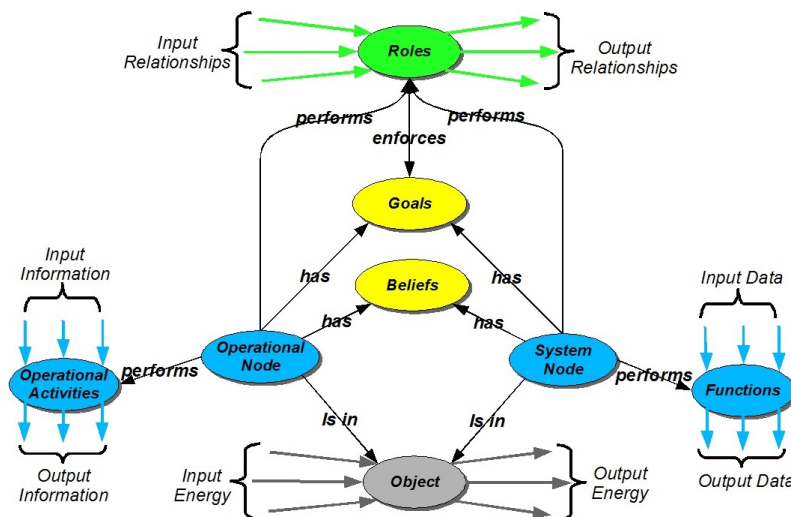 Input
Relationships
Roles
Output
Relationships
performs
performs
enforces
Goals
has
has
Beliefs
has
has
Input
Information
Input Data
Operational
Node
System
Node
Operational
Activities
performs
performs
Functions
Is in
Is in
Output
Information
Input
Energy
Object
Output
Energy
Output Data